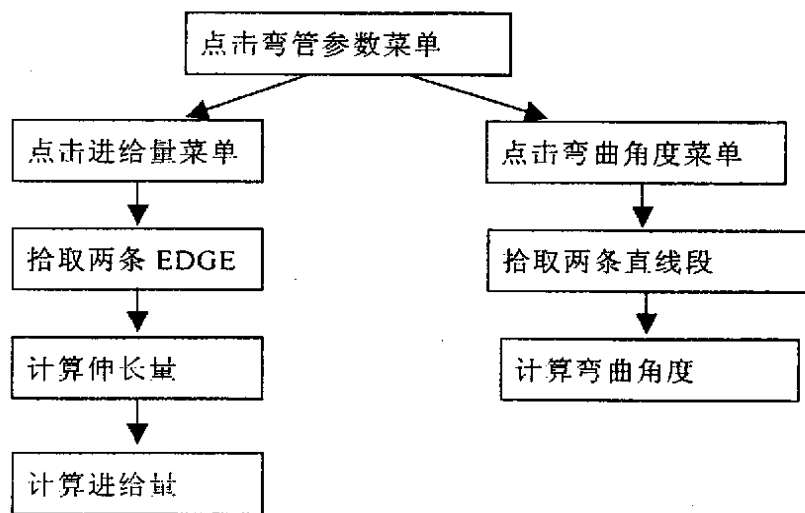 点击弯管参数菜单
点击进给量菜单
点击弯曲角度菜单
拾取两条 EDGE
拾取两条直线段
计算伸长量
计算弯曲角度
计算进给量